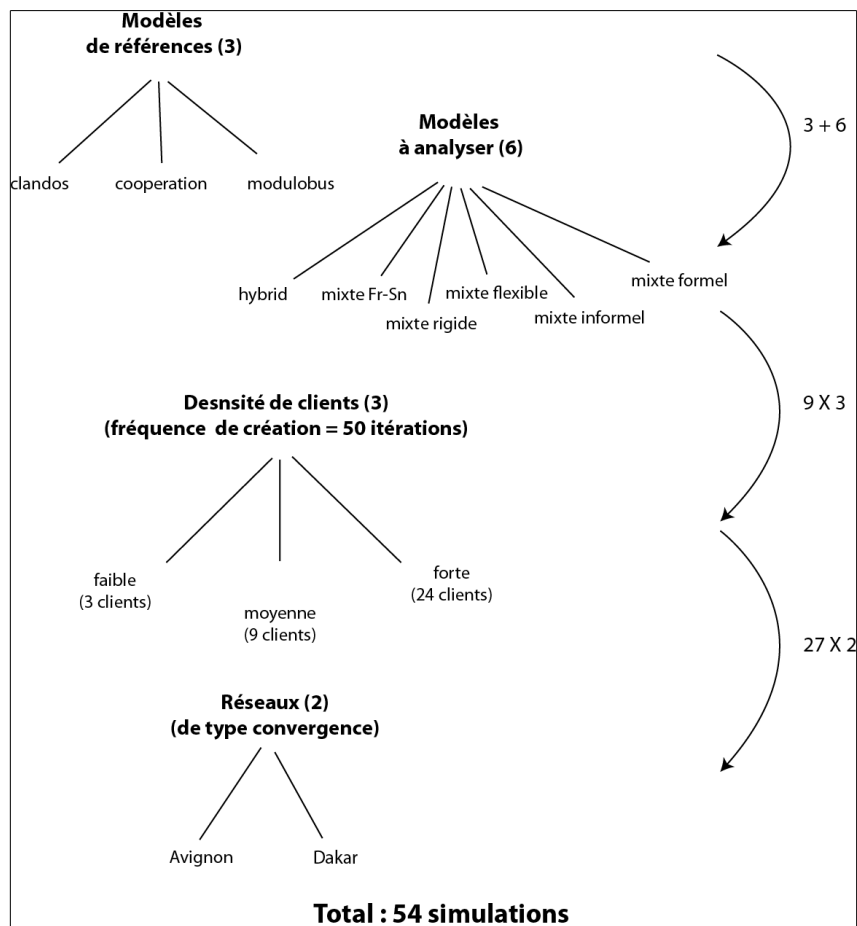 Modèles
de références (3)
3 + 6
Modèles
à analyser (6)
clandos
cooperation
modulobus
hybrid
mixte Fr-Sn
mixte rigide
mixte flexible
mixte informel
mixte formel
Desnsité de clients (3)
(fréquence de création = 50 itérations)
9 X 3
faible
(3 clients)
moyenne
(9 clients)
forte
(24 clients)
27 X 2
Réseaux (2)
(de type convergence)
Avignon
Dakar
Total : 54 simulations